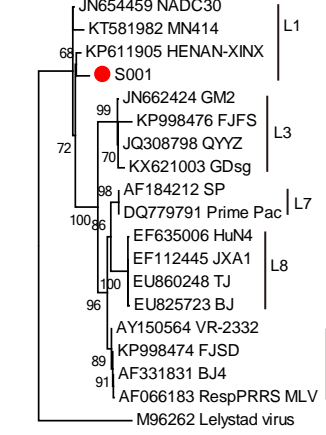 JN654459 NADC30
KT581982 MN414
L1
68
KP611905 HENAN-XINX
S001
JN662424 GM2
99
KP998476 FJFS
L3
72
JQ308798 QYYZ
70
KX621003 GDsg
98
AF184212 SP
L7
100
86
DQ779791 Prime Pac
EF635006 HuN4
EF112445 JXA1
L8
100
EU860248 TJ
96
EU825723 BJ
AY150564 VR-2332
89
KP998474 FJSD
91
AF331831 BJ4
AF066183 RespPRRS MLV
M96262 Lelystad virus